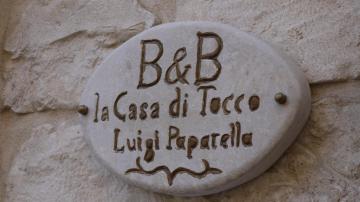 B&B
la Casa di Tocco
Luigi Paparella